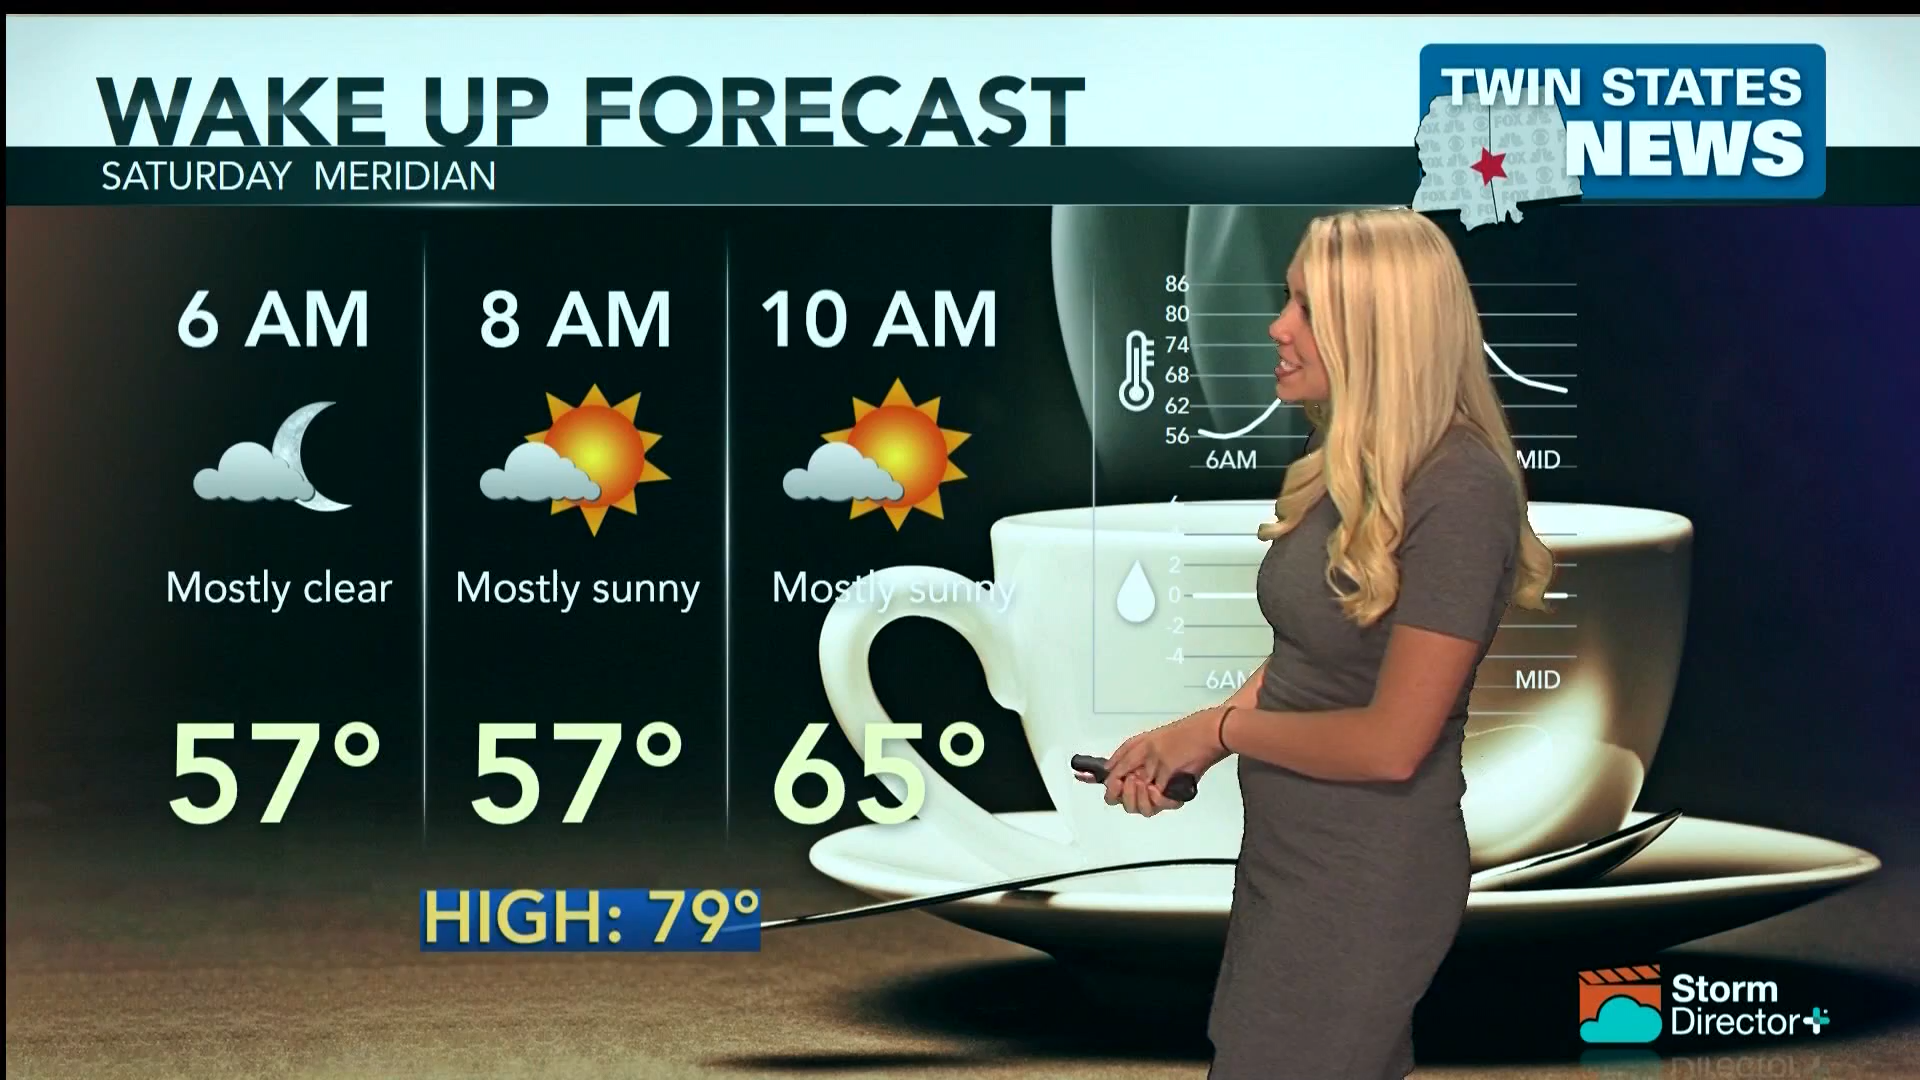 WAKE UP FORECAST
SATURDAY MERIDIAN
TWIN STATES
NEWS
6 AM
8 AM
10 AM
Mostly clear
Mostly sunny
Mostly sunny
57°
57°
65°
HIGH: 79°
86
80
74
68
62
56
6AM
MID
2
0
-2
-4
6AM
MID
Storm
Director+